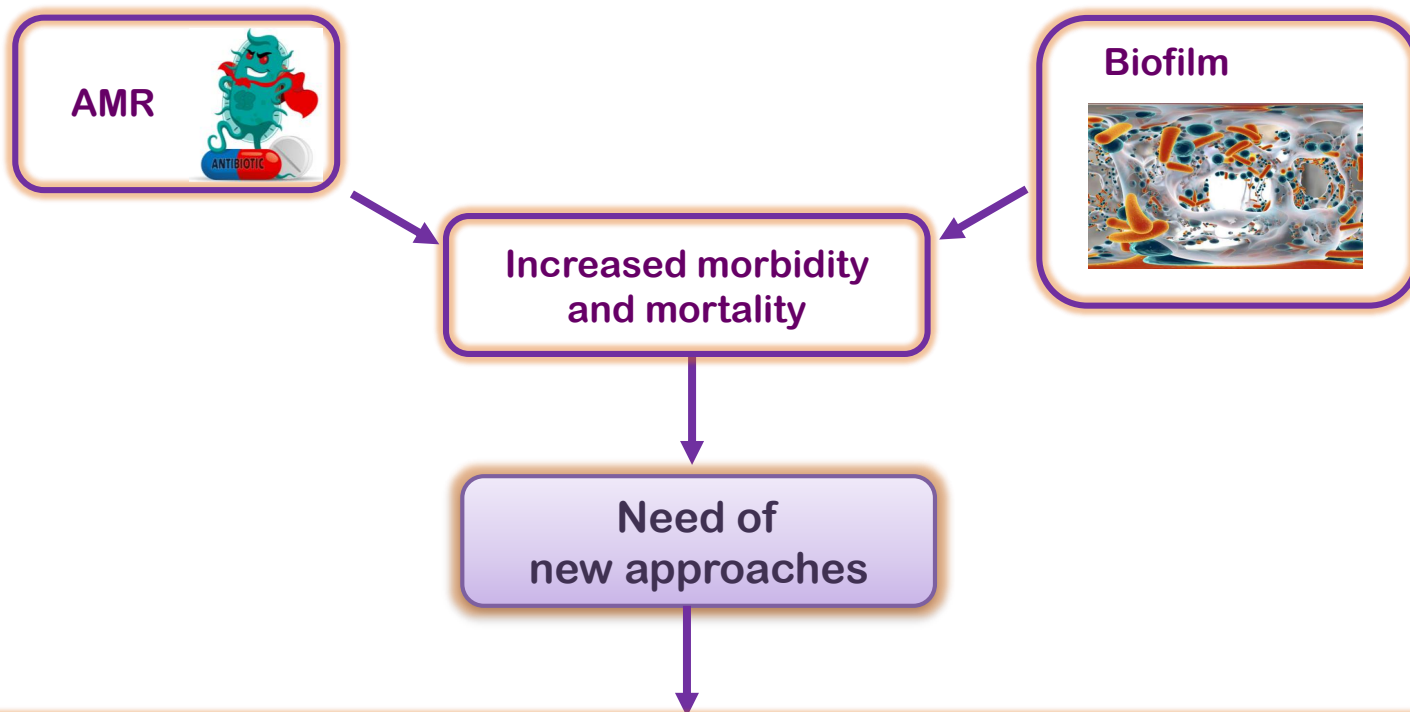 AMR
ANTIBIOTIC
Biofilm
Increased morbidity
and mortality
Need of
new approaches